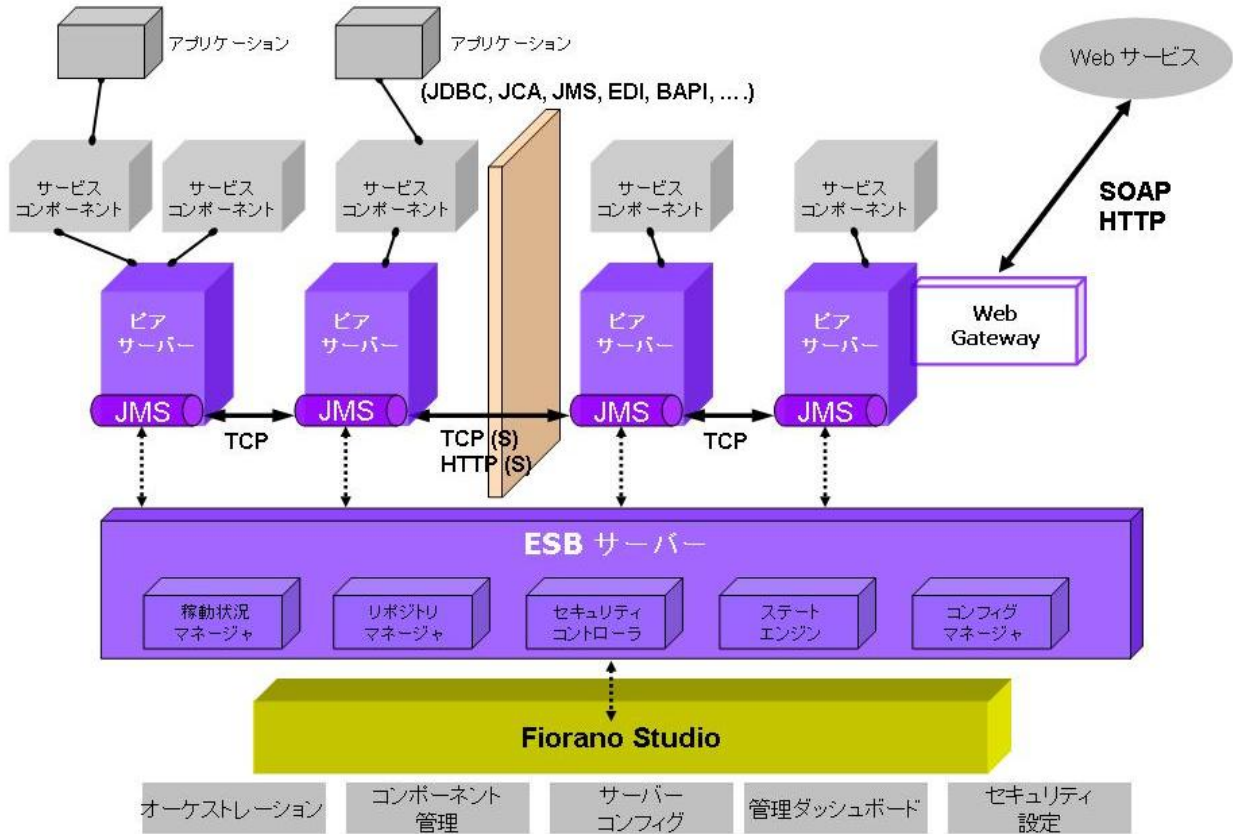 アプリケーション
アプリケーション
(JDBC, JCA, JMS, EDI, BAPI, ....)
Web サービス
サービス
コンポーネント
サービス
コンポーネント
サービス
コンポーネント
サービス
コンポーネント
サービス
コンポーネント
SOAP
HTTP
ピア
サーバー
ピア
サーバー
ピア
サーバー
ピア
サーバー
Web
Gateway
JMS
JMS
JMS
JMS
TCP
TCP (S)
HTTP (S)
TCP
ESB サーバー
稼動状況
マネージャ
リポジトリ
マネージャ
セキュリティ
コントローラ
ステート
エンジン
コンフィグ
マネージャ
Fiorano Studio
オーケストレーション
コンポーネント
管理
サーバー
コンフィグ
管理ダッシュボード
セキュリティ
設定